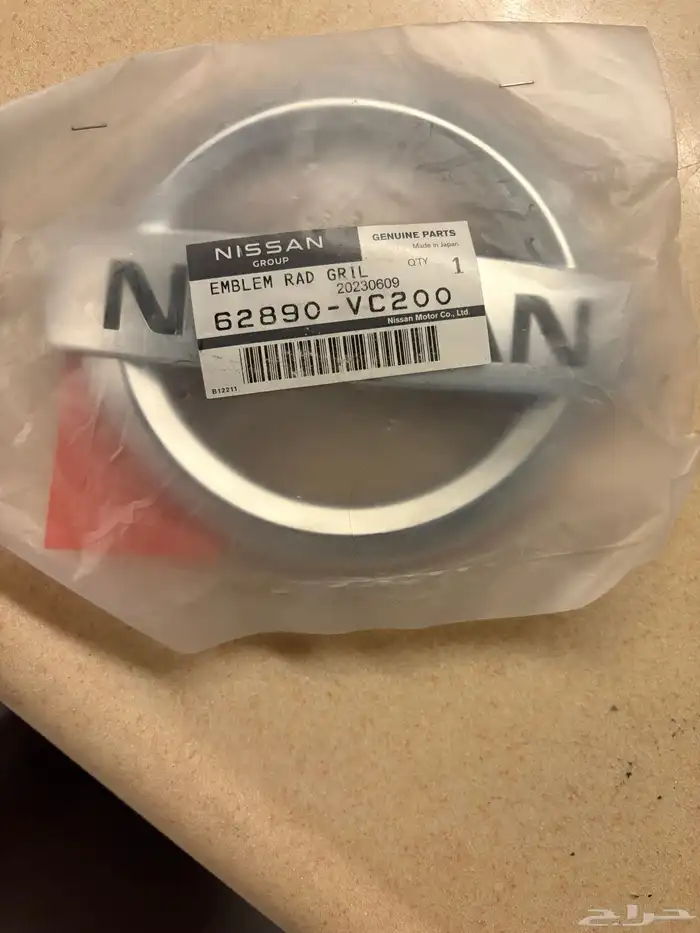 NISSAN
GROUP
GENUINE PARTS
Made in Japan
EMBLEM RAD GRIL
QTY 1
20230609
62890-VC200
Nissan Motor Co., Ltd.
B12211
N AN
حراج